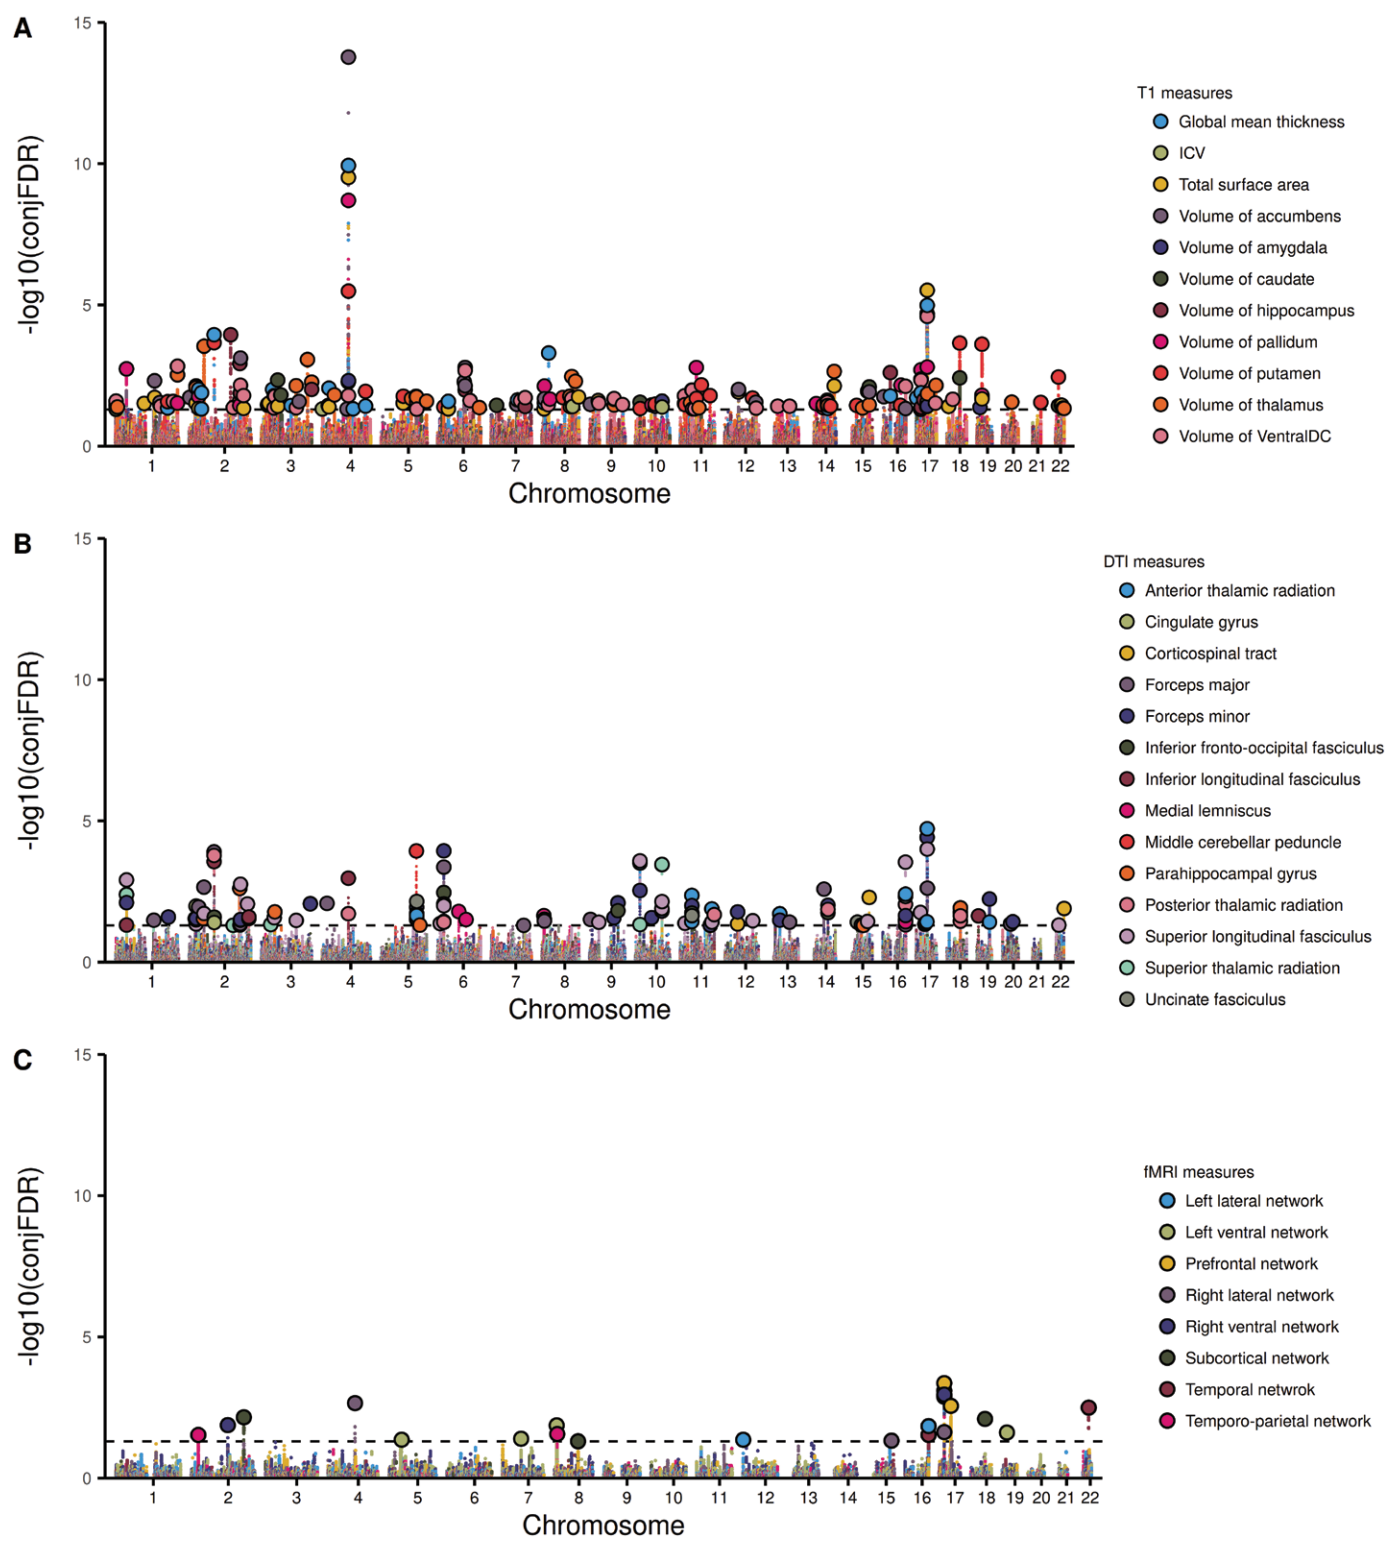 A
15
10
5
0
-log10(conjFDR)
1 2 3 4 5 6 7 8 9 10 11 12 13 14 15 16 17 18 19 20 21 22
Chromosome
T1 measures
Global mean thickness
ICV
Total surface area
Volume of accumbens
Volume of amygdala
Volume of caudate
Volume of hippocampus
Volume of pallidum
Volume of putamen
Volume of thalamus
Volume of VentralDC
B
15
10
5
0
-log10(conjFDR)
1 2 3 4 5 6 7 8 9 10 11 12 13 14 15 16 17 18 19 20 21 22
Chromosome
DTI measures
Anterior thalamic radiation
Cingulate gyrus
Corticospinal tract
Forceps major
Forceps minor
Inferior fronto-occipital fasciculus
Inferior longitudinal fasciculus
Medial lemniscus
Middle cerebellar peduncle
Parahippocampal gyrus
Posterior thalamic radiation
Superior longitudinal fasciculus
Superior thalamic radiation
Uncinate fasciculus
C
15
10
5
0
-log10(conjFDR)
1 2 3 4 5 6 7 8 9 10 11 12 13 14 15 16 17 18 19 20 21 22
Chromosome
fMRI measures
Left lateral network
Left ventral network
Prefrontal network
Right lateral network
Right ventral network
Subcortical network
Temporal netwrok
Temporo-parietal network